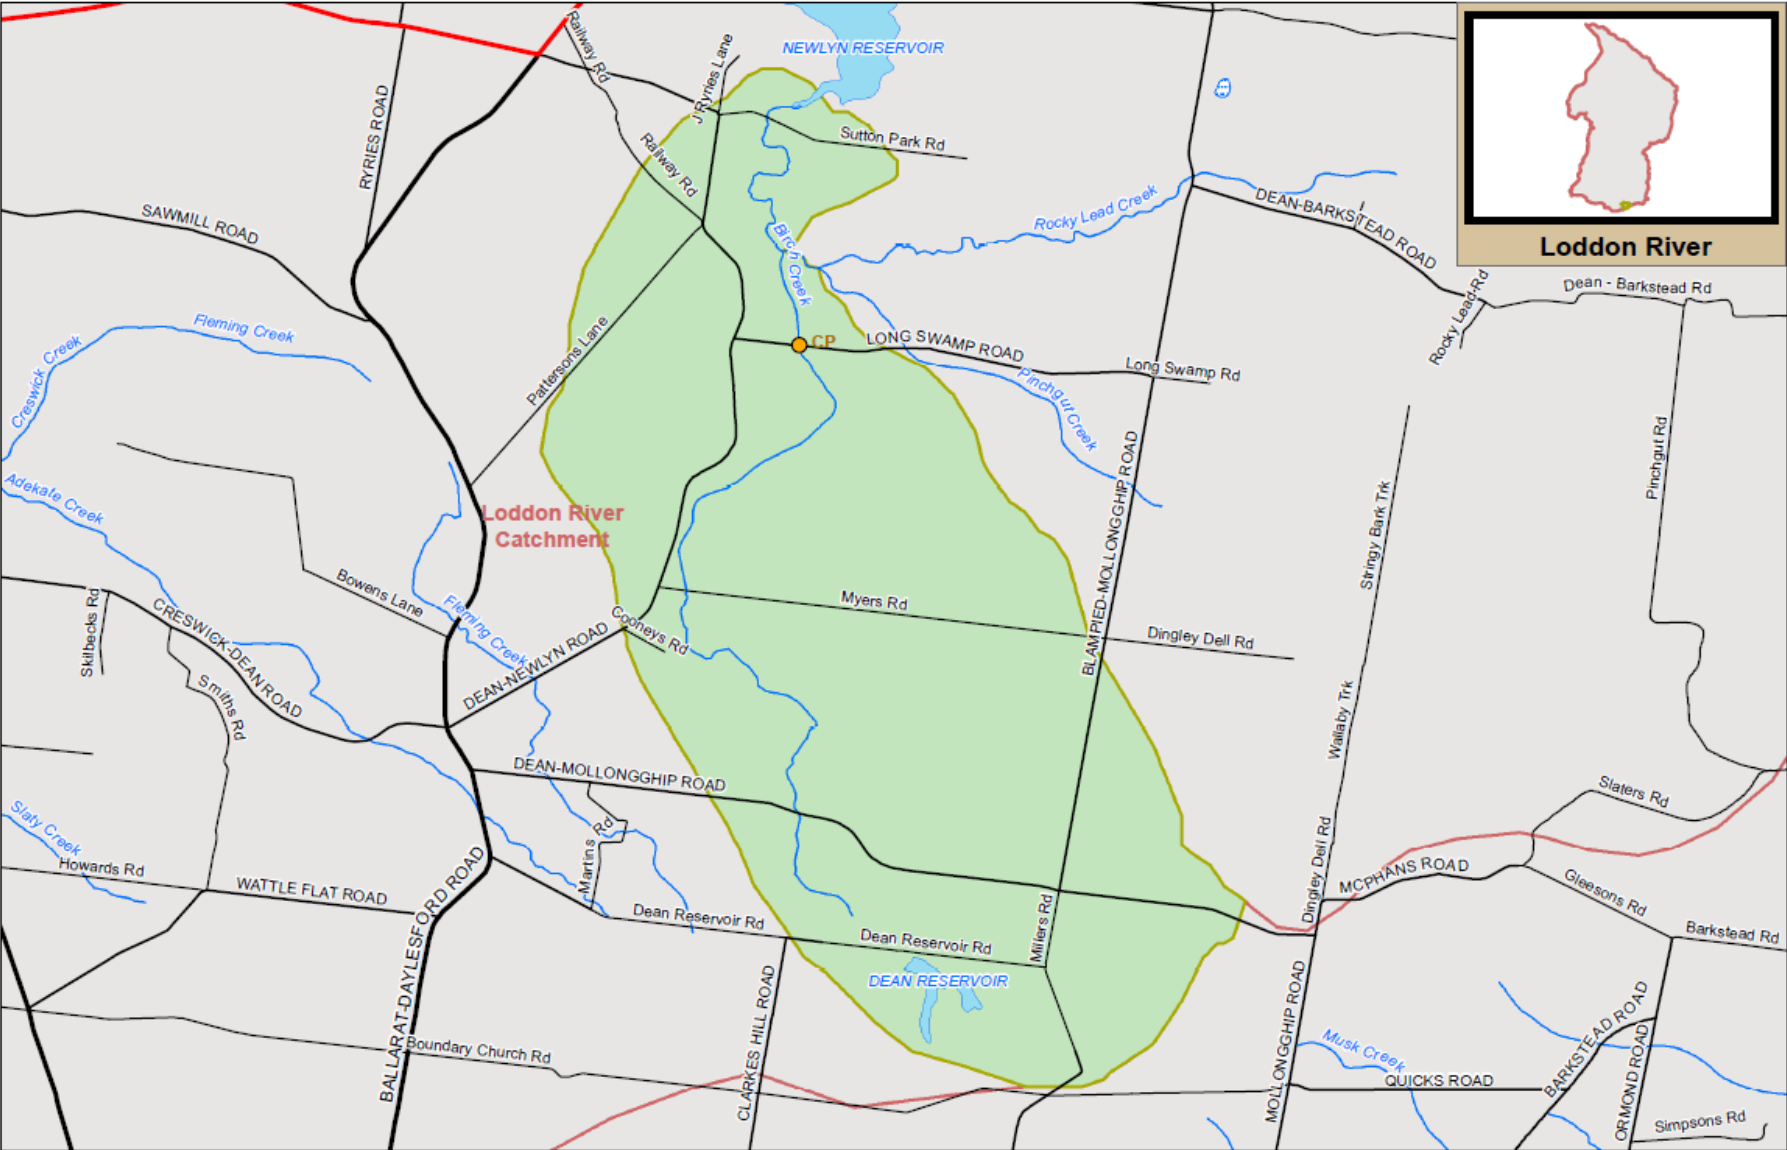 Railway Rd
J Ryries Lane
NEWLYN RESERVOIR
Loddon River
RYRIES ROAD
Sutton Park Rd
Railway Rd
SAWMILL ROAD
Rocky Lead Creek
DEAN-BARKSTEAD ROAD
Birch Creek
Dean - Barkstead Rd
Rocky Lead-Rd
Fleming Creek
Creswick Creek
Pattersons Lane
CP
LONG SWAMP ROAD
Long Swamp Rd
Pinchgut Creek
Pinchgut Rd
Adekate Creek
Loddon River
Catchment
BLAMPIED-MOLLONGGHIP ROAD
Stringy Bark Trk
Bowens Lane
Skilbecks Rd
CRESWICK-DEAN ROAD
Fleming Creek
Cooneys Rd
Myers Rd
Dingley Dell Rd
DEAN-NEWLYN ROAD
Smiths Rd
Wallaby Trk
DEAN-MOLLONGGHIP ROAD
Slaters Rd
Slaty Creek
Martins Rd
Howards Rd
WATTLE FLAT ROAD
BALLARAT-DAYLESFORD ROAD
Dean Reservoir Rd
Dean Reservoir Rd
Millers Rd
Dingley Dell Rd
MCPHANS ROAD
Gleesons Rd
Barkstead Rd
DEAN RESERVOIR
CLARKES HILL ROAD
MOLLONGGHIP ROAD
Boundary Church Rd
Musk Creek
QUICKS ROAD
BARKSTEAD ROAD
ORMOND ROAD
Simpsons Rd